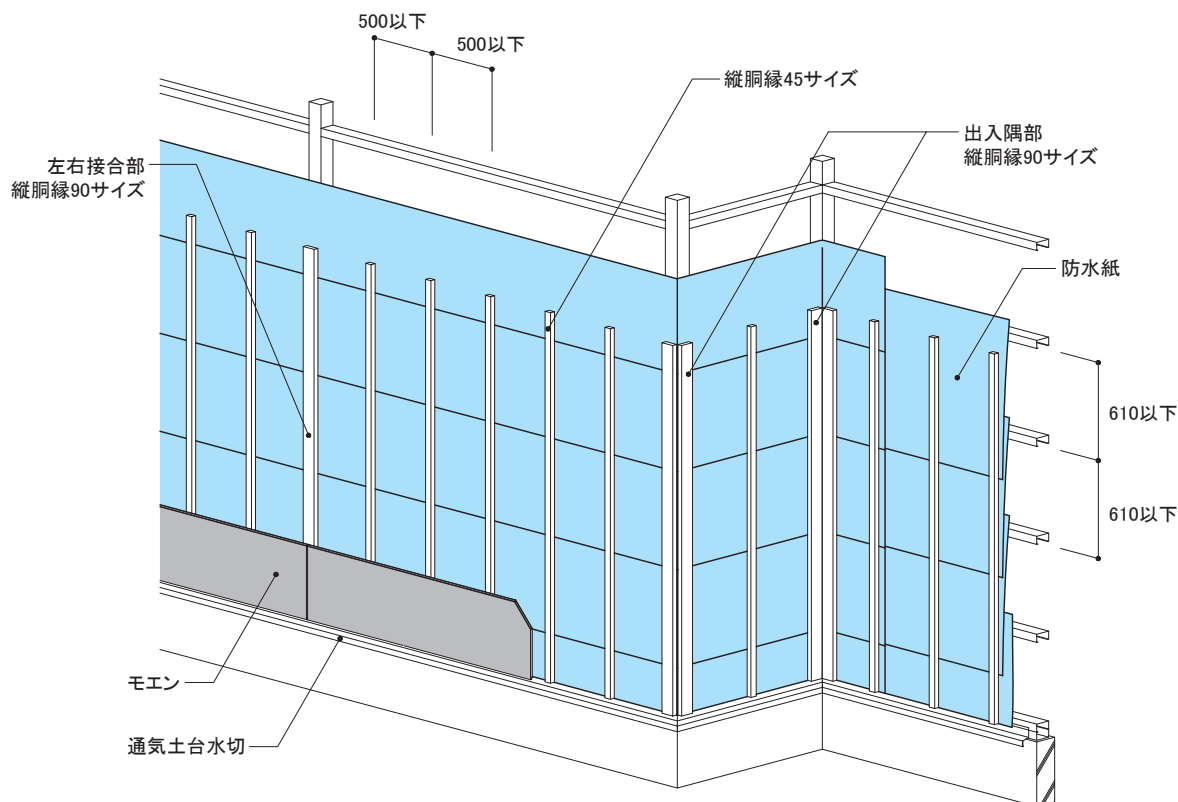 500以下
500以下
縦胴縁45サイズ
出入隅部
縦胴縁90サイズ
左右接合部
縦胴縁90サイズ
防水紙
610以下
610以下
モエン
通気土台水切